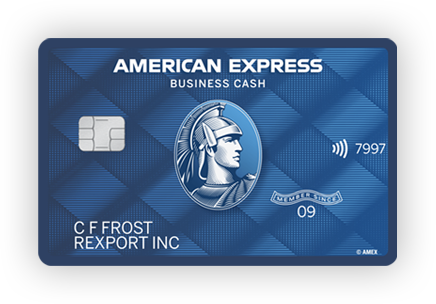 AMERICAN EXPRESS
BUSINESS CASH
7997
MEMBER SINCE
09
C F FROST
REXPORT INC
© AMEX